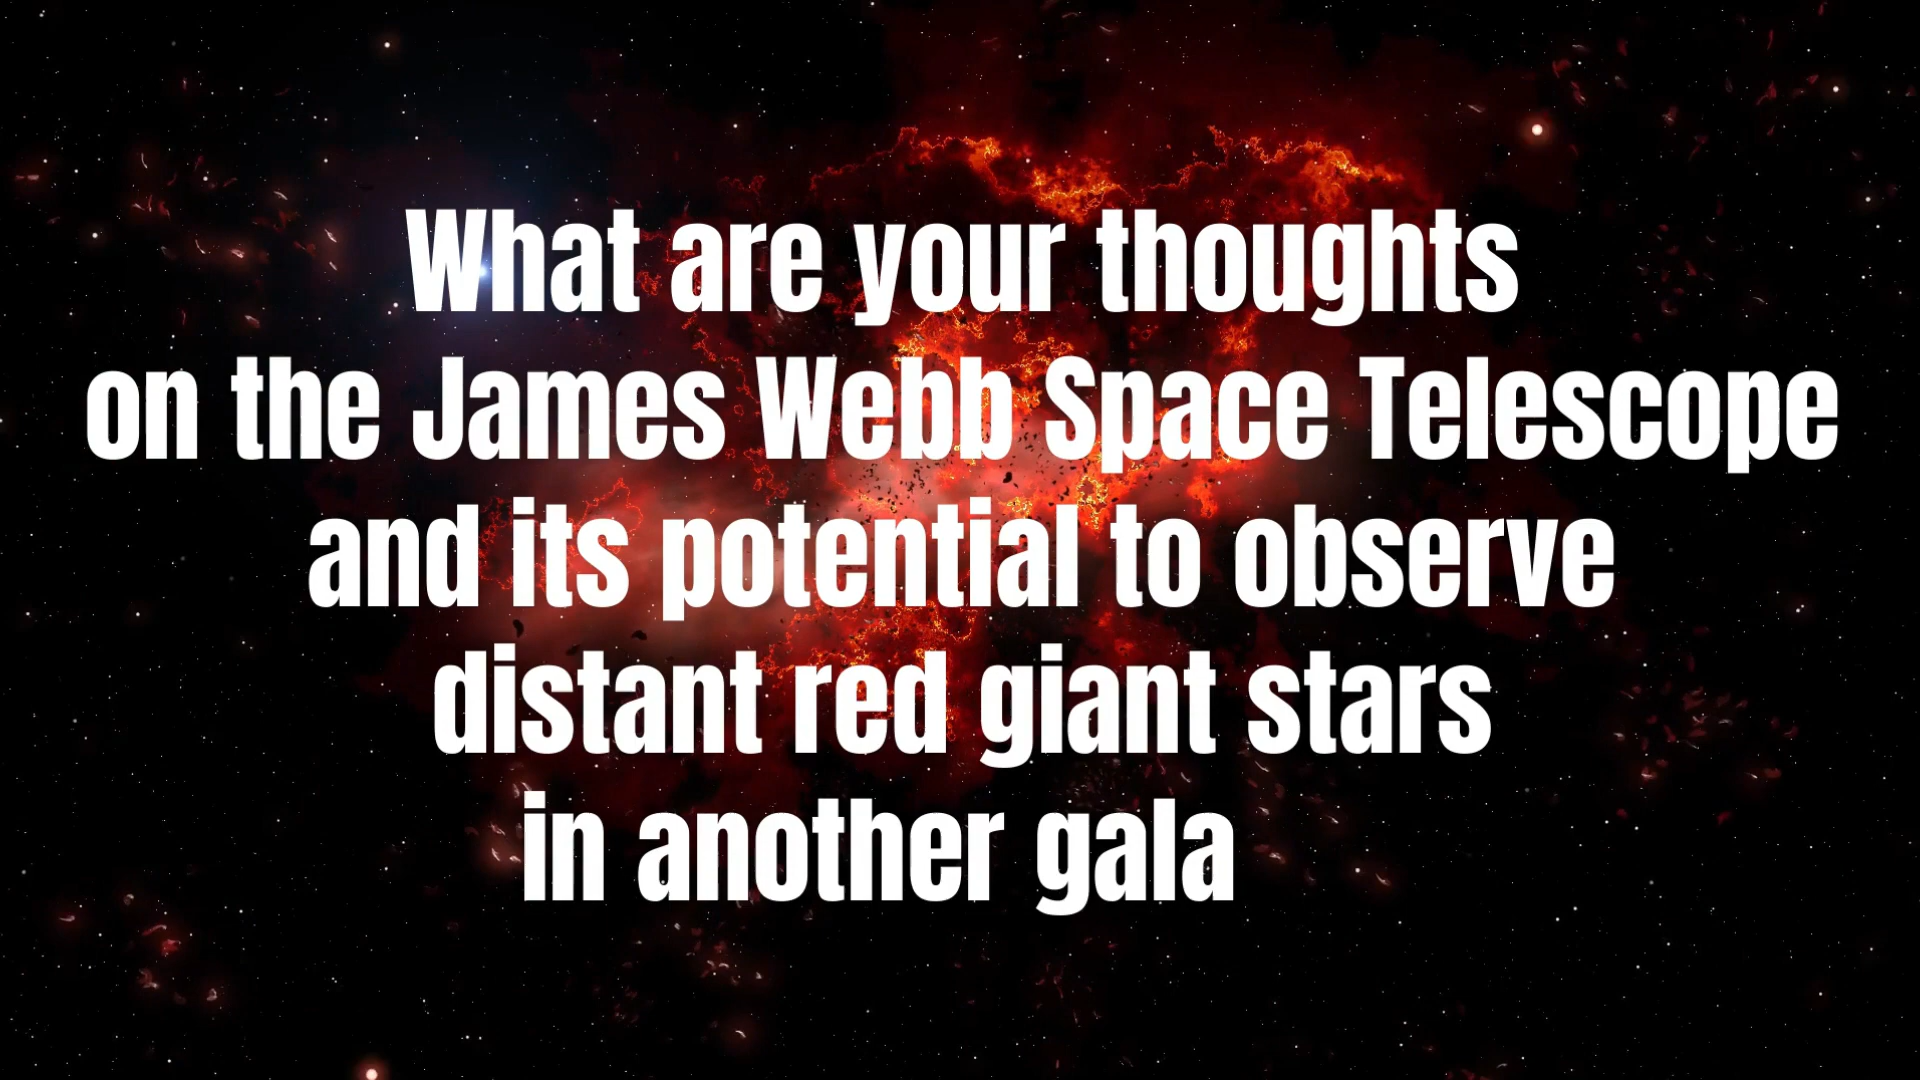 What are your thoughts
on the James Webb Space Telescope
and its potential to observe
distant red giant stars
in another gala